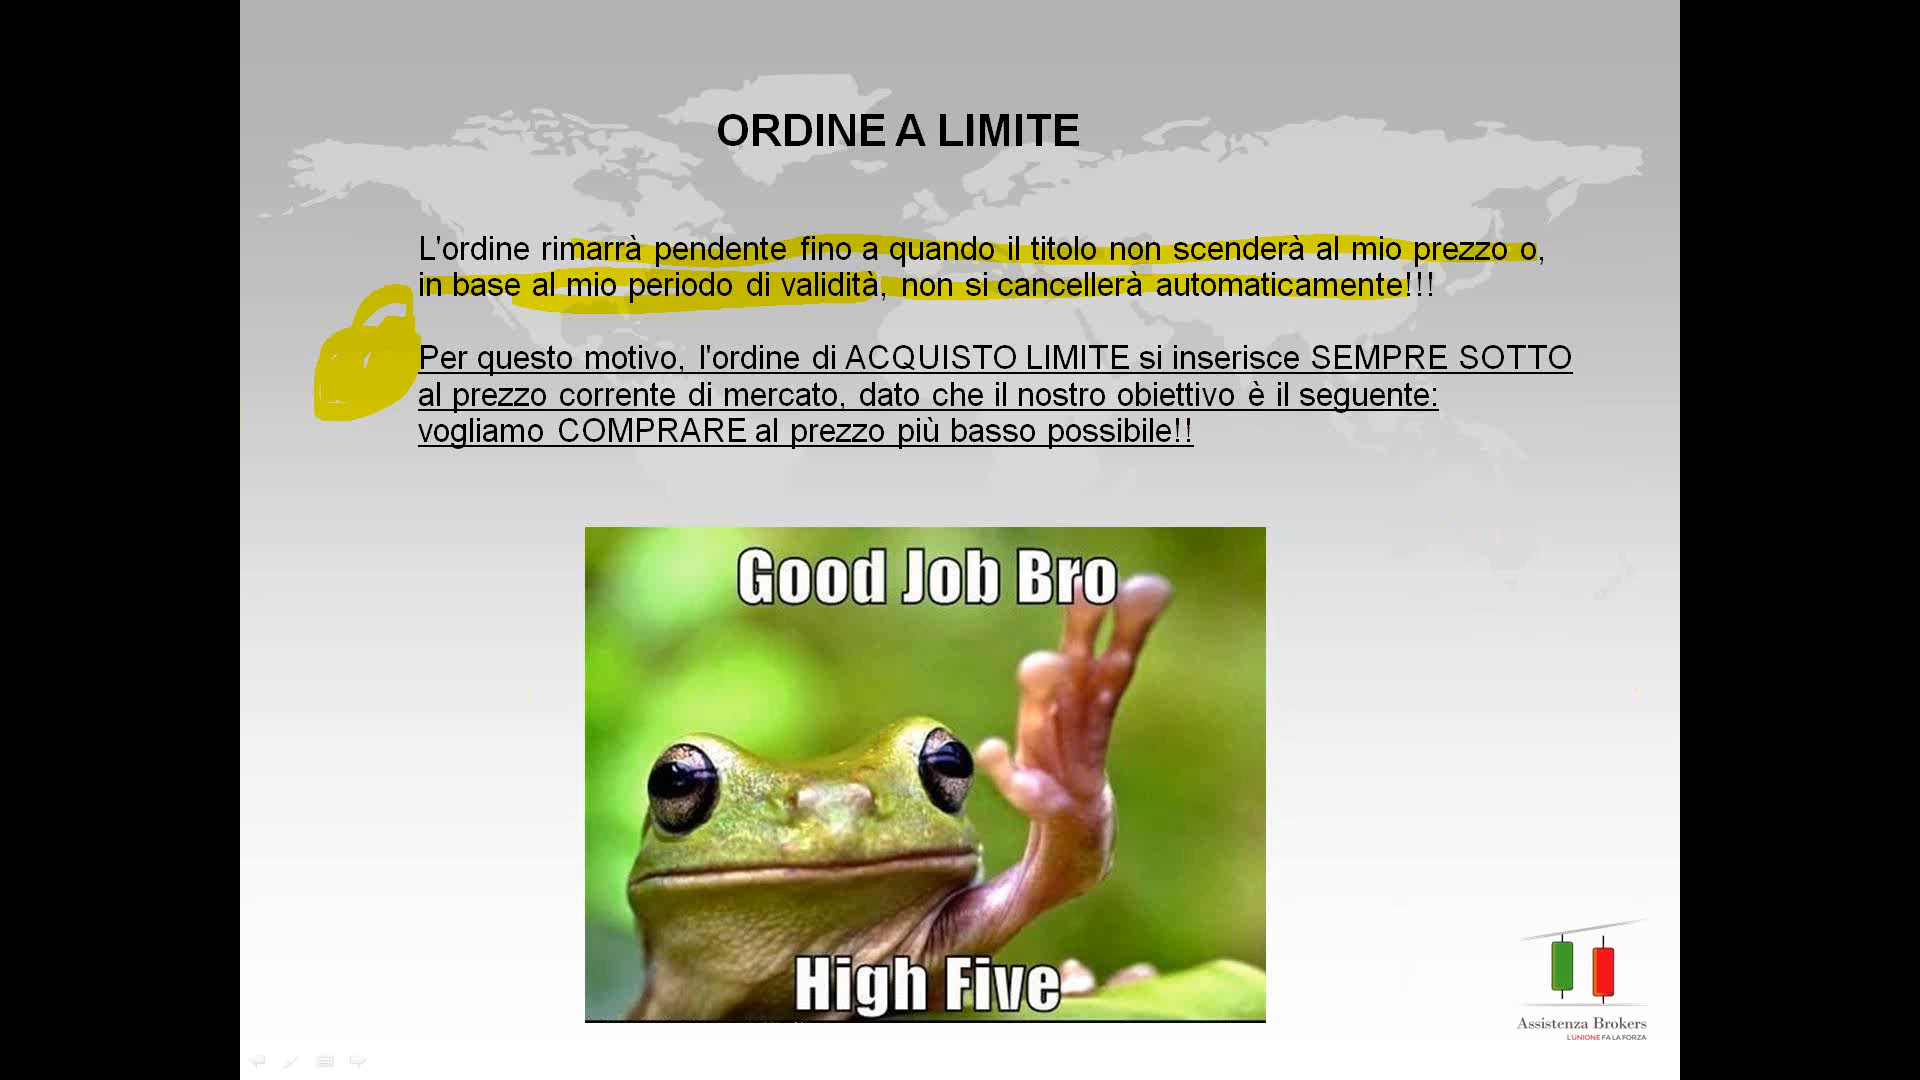 ORDINE A LIMITE
L'ordine rimarrà pendente fino a quando il titolo non scenderà al mio prezzo o,
in base al mio periodo di validità, non si cancellerà automaticamente!!!
Per questo motivo, l'ordine di ACQUISTO LIMITE si inserisce SEMPRE SOTTO
al prezzo corrente di mercato, dato che il nostro obiettivo è il seguente:
vogliamo COMPRARE al prezzo più basso possibile!!
Good Job Bro
High Five
Assistenza Brokers
L'UNIONE FA LA FORZA